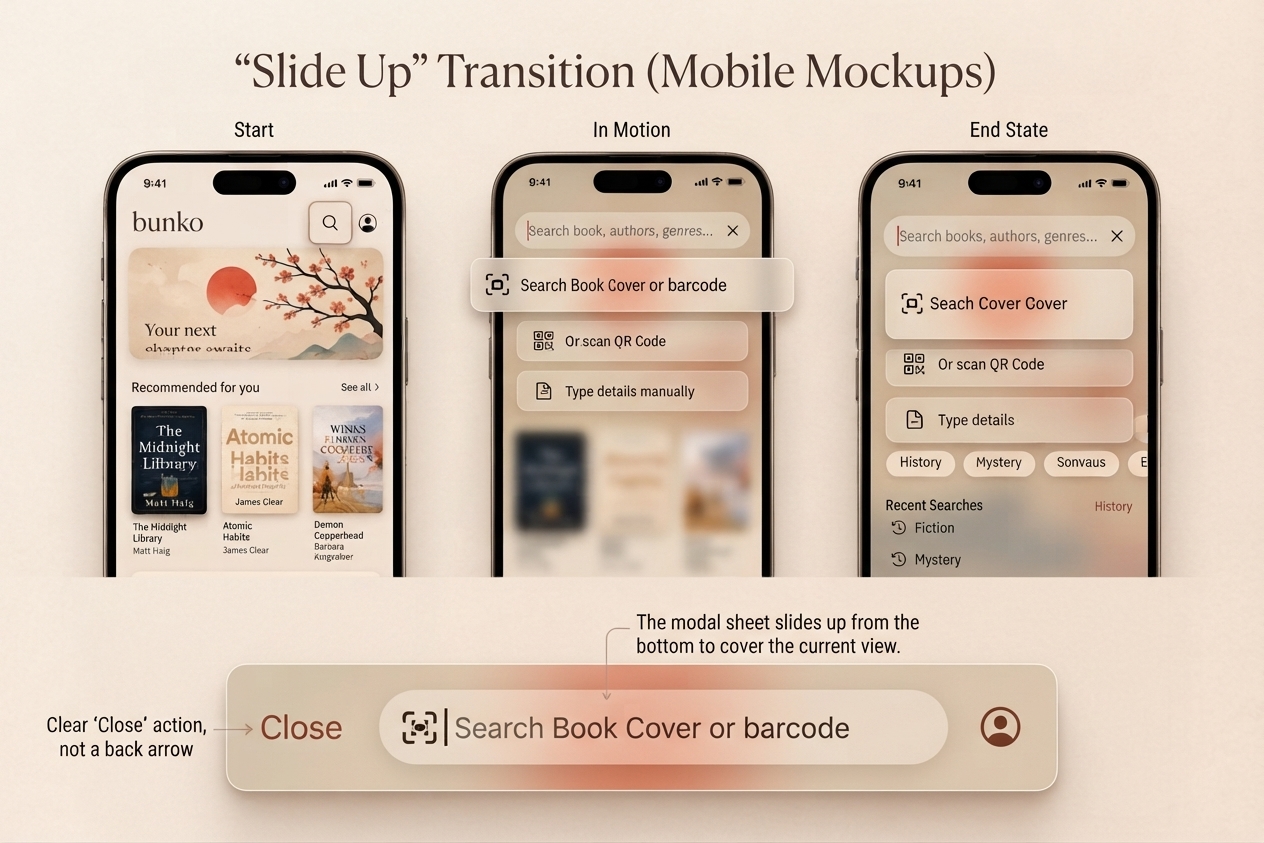 “Slide Up” Transition (Mobile Mockups)
Start
In Motion
End State
9:41
bunko
Your next
Recommended for you
See all >
The
Midnight
Matt Haig
Atomic
Habits
James Clear
The Hiddlght
Library
Matt Haig
Atomic
Habite
James Clear
Demon
Copperhead
Barbara
9:41
Search book, authors, genres...
Search Book Cover or barcode
Or scan QR Code
Type details manually
9:41
Search books, authors, genres...
Seach Cover Gover
Or scan QR Code
Type details
History
Mystery
Sonvaus
E
Recent Searches
History
Fiction
Mystery
The modal sheet slides up from the
bottom to cover the current view.
Clear ‘Close’ action,
not a back arrow
Close
Search Book Cover or barcode